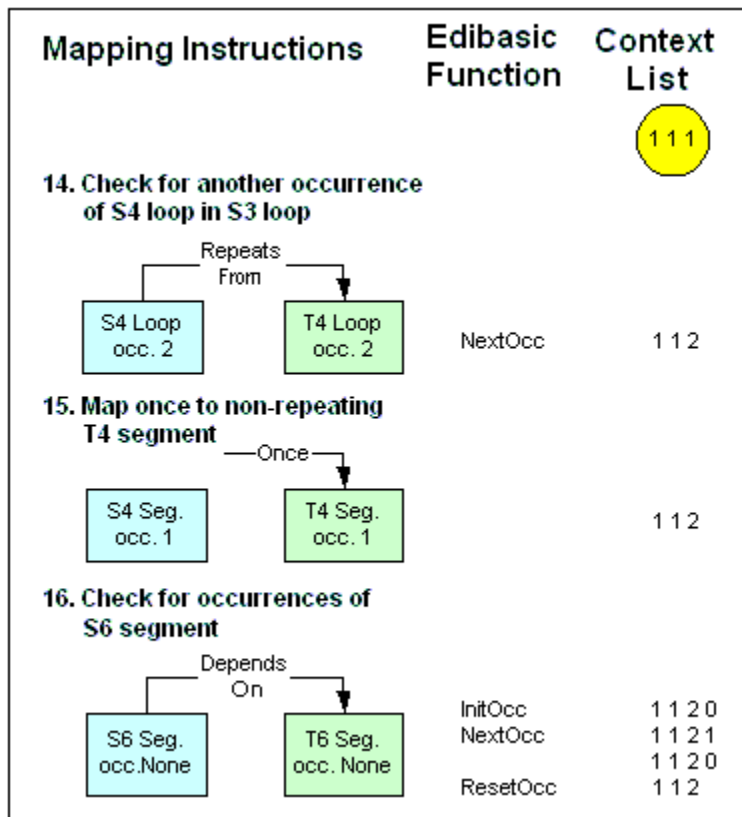 Mapping Instructions
Edibasic
Function
Context
List
1 1 1
14. Check for another occurrence
of S4 loop in S3 loop
Repeats
From
S4 Loop
occ. 2
T4 Loop
occ. 2
NextOcc
1 1 2
15. Map once to non-repeating
T4 segment
Once
S4 Seg.
occ. 1
T4 Seg.
occ. 1
1 1 2
16. Check for occurrences of
S6 segment
Depends
On
S6 Seg.
occ.None
T6 Seg.
occ. None
InitOcc
1 1 2 0
NextOcc
1 1 2 1
1 1 2 0
ResetOcc
1 1 2